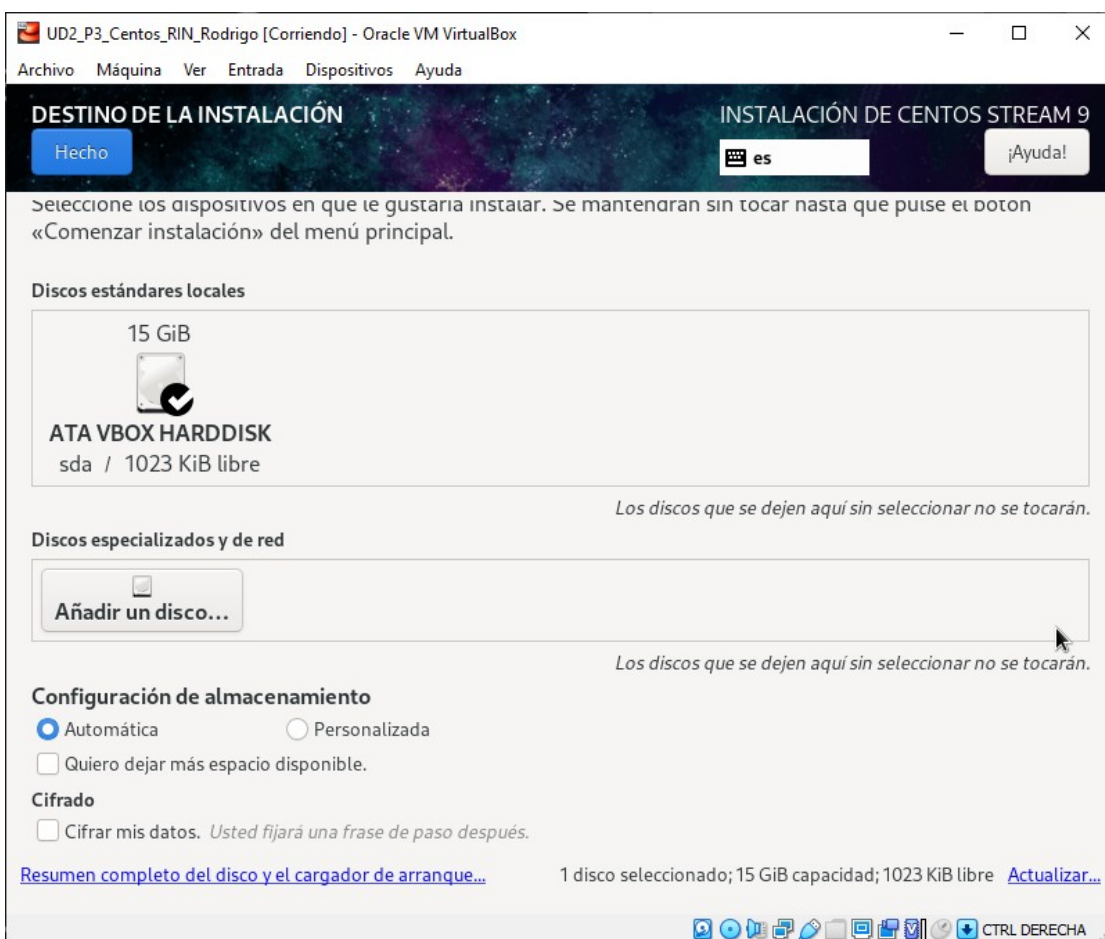 UD2_P3_Centos_RIN_Rodrigo [Corriendo] - Oracle VM VirtualBox
Archivo Máquina Ver Entrada Dispositivos Ayuda
DESTINO DE LA INSTALACIÓN
INSTALACIÓN DE CENTOS STREAM 9
Hecho
es
¡Ayuda!
Seleccione los dispositivos en que le gustaría instalar. Se mantendrán sin tocar hasta que pulse el botón
«Comenzar instalación» del menú principal.
Discos estándares locales
15 GiB
ATA VBOX HARDDISK
sda / 1023 KiB libre
Los discos que se dejen aquí sin seleccionar no se tocarán.
Discos especializados y de red
Añadir un disco...
Los discos que se dejen aquí sin seleccionar no se tocarán.
Configuración de almacenamiento
Automática Personalizada
Quiero dejar más espacio disponible.
Cifrado
Cifrar mis datos. Usted fijará una frase de paso después.
Resumen completo del disco y el cargador de arranque... 1 disco seleccionado; 15 GiB capacidad; 1023 KiB libre Actualizar...
CTRL DERECHA